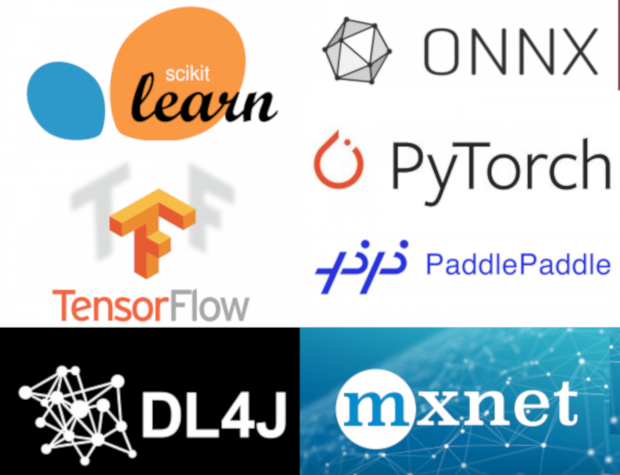 scikit
learn
TensorFlow
ONNX
PyTorch
PaddlePaddle
DL4J
mxnet